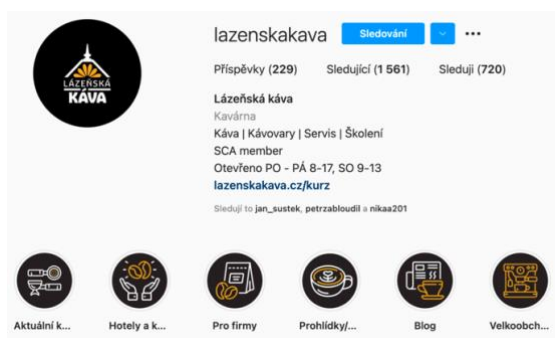 lazenskakava Sledování
Příspěvky (229) Sledující (1 561) Sleduji (720)
LÁZEŇSKÁ
KÁVA
Lázeňská káva
Kavárna
Káva | Kávovary | Servis | Školení
SCA member
Otevřeno PO - PÁ 8-17, SO 9-13
lazenskakava.cz/kurz
Sledují to jan_sustek, petrzabloudil a nikaa201
Aktuální k... Hotely a k... Pro firmy Prohlídky/... Blog Velkoobch...